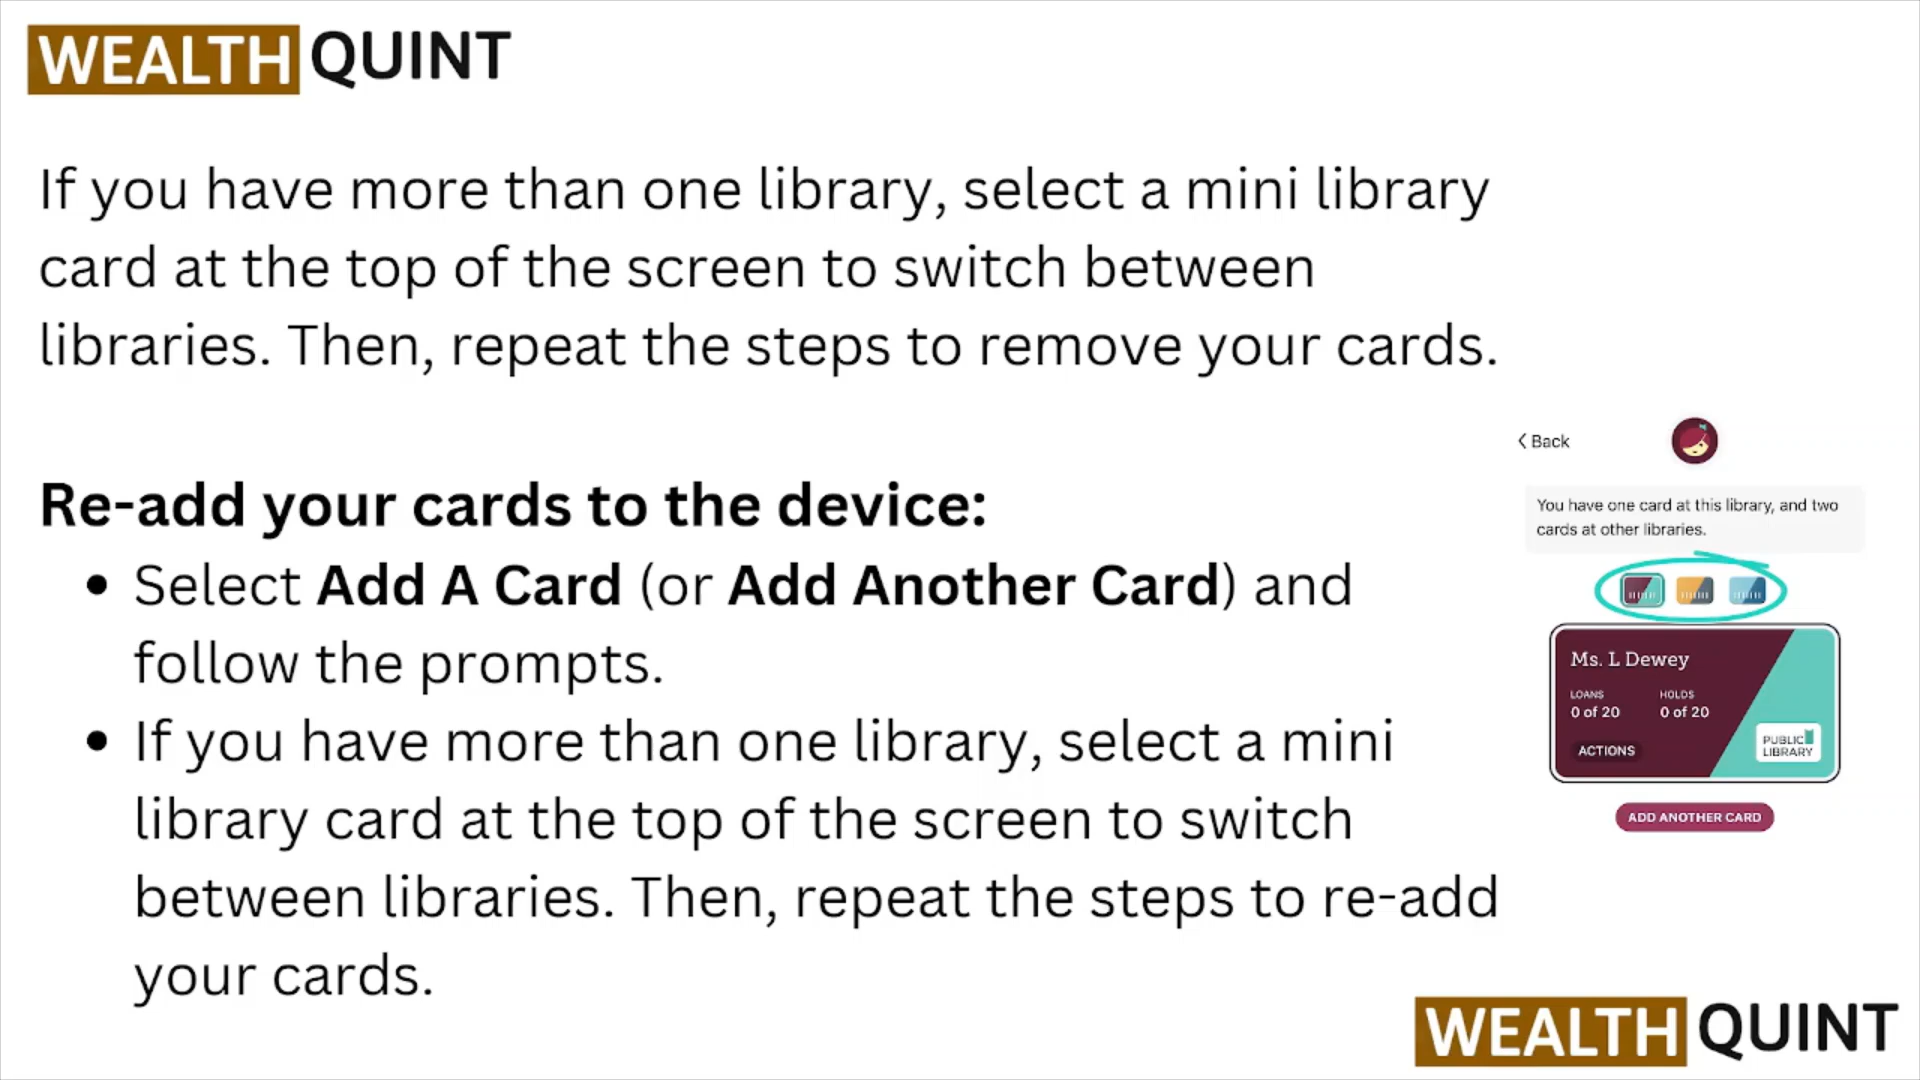 WEALTH QUINT
If you have more than one library, select a mini library
card at the top of the screen to switch between
libraries. Then, repeat the steps to remove your cards.
Re-add your cards to the device:
• Select Add A Card (or Add Another Card) and
follow the prompts.
• If you have more than one library, select a mini
library card at the top of the screen to switch
between libraries. Then, repeat the steps to re-add
your cards.
Back
You have one card at this library, and two
cards at other libraries.
Ms. L Dewey
LOANS HOLDS
0 of 20 0 of 20
ACTIONS
PUBLIC
LIBRARY
ADD ANOTHER CARD
WEALTH QUINT